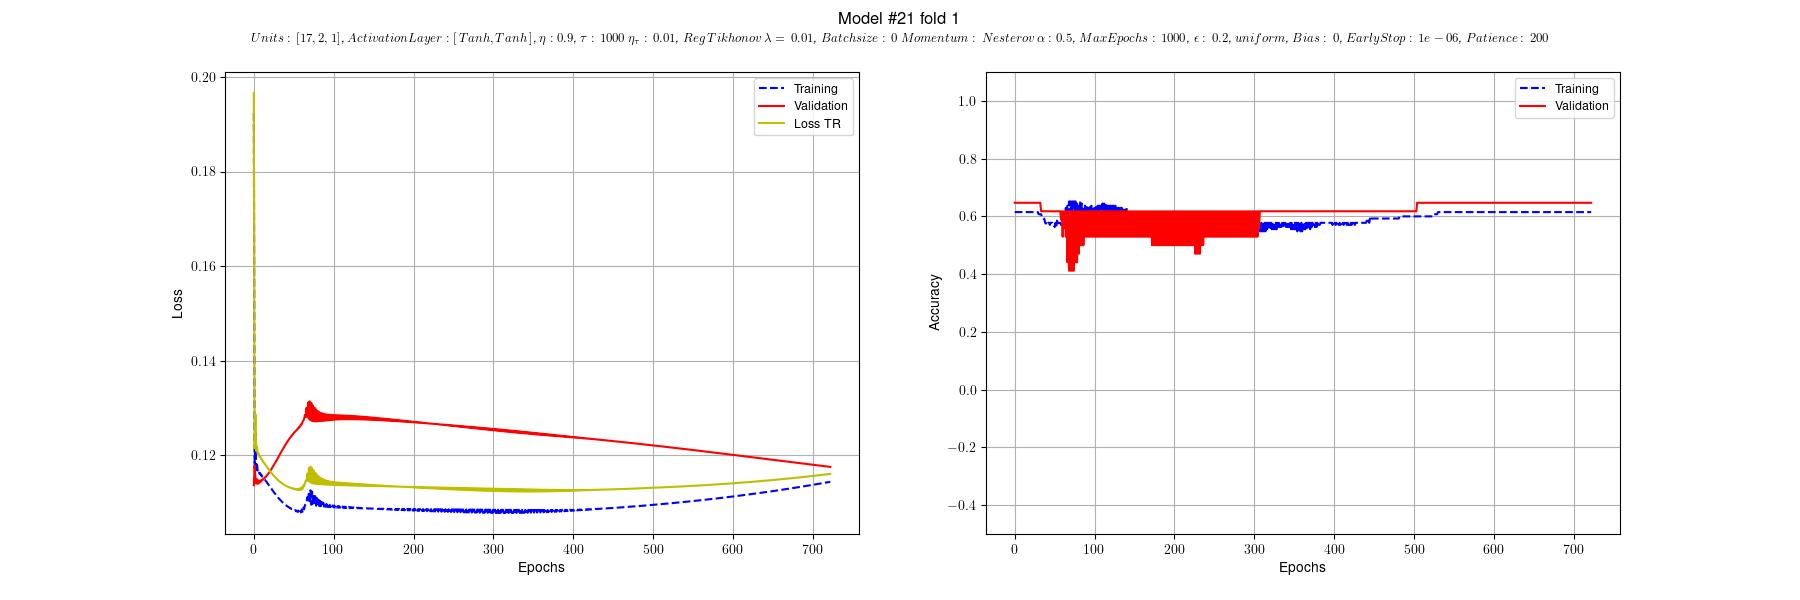 Model #21 fold 1
Units : [17, 2, 1], ActivationLayer : [Tanh, Tanh], η : 0.9, τ : 1000 ητ : 0.01, RegTikhonov λ = 0.01, Batchsize : 0 Momentum : Nesterov α : 0.5, MaxEpochs : 1000, ϵ : 0.2, uniform, Bias : 0, EarlyStop : 1e − 06, Patience : 200
Loss
0.20
0.18
0.16
0.14
0.12
Training
Validation
Loss TR
0 100 200 300 400 500 600 700
Epochs
Accuracy
1.0
0.8
0.6
0.4
0.2
0.0
−0.2
−0.4
Training
Validation
0 100 200 300 400 500 600 700
Epochs